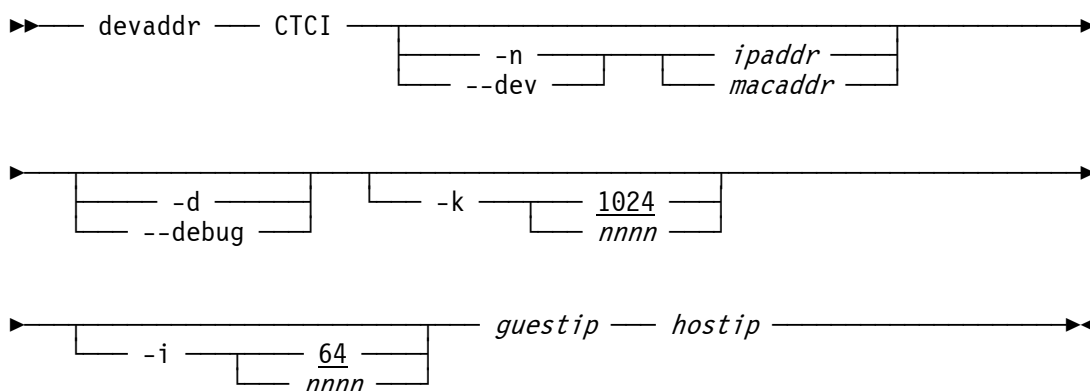 devaddr CTCI
-n ipaddr
--dev macaddr
-d -k 1024
--debug nnnn
guestip hostip
-i 64
nnnn